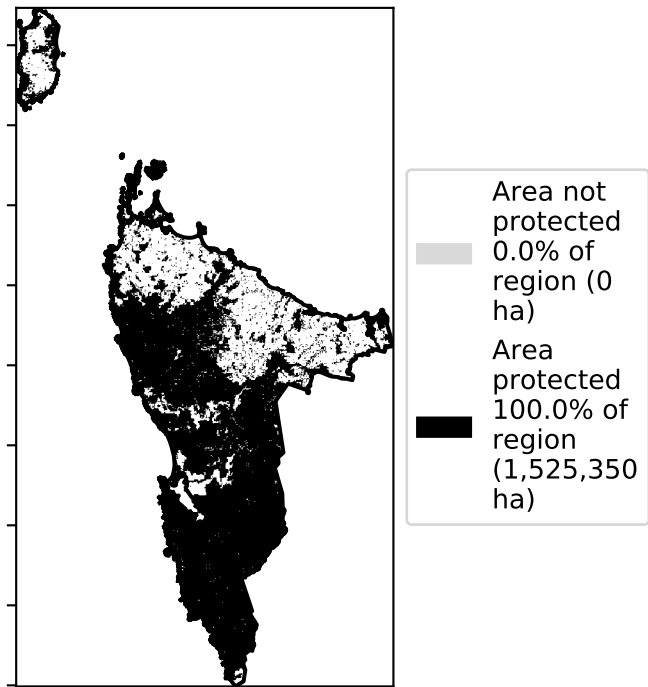 Area not
protected
0.0% of
region (0
ha)
Area
protected
100.0% of
region
(1,525,350
ha)